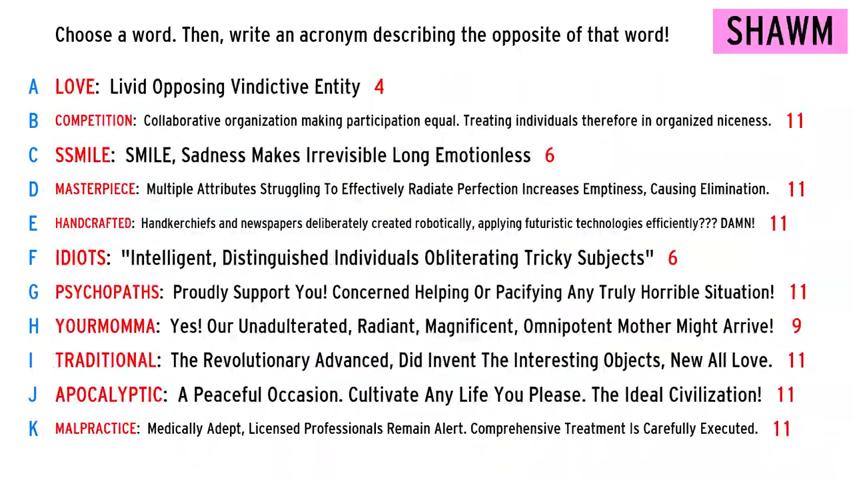 Choose a word. Then, write an acronym describing the opposite of that word!
SHAWM
A LOVE: Livid Opposing Vindictive Entity 4
B COMPETITION: Collaborative organization making participation equal. Treating individuals therefore in organized niceness. 11
C SSMILE: SMILE, Sadness Makes Irrevisible Long Emotionless 6
D MASTERPIECE: Multiple Attributes Struggling To Effectively Radiate Perfection Increases Emptiness, Causing Elimination. 11
E HANDCRAFTED: Handkerchiefs and newspapers deliberately created robotically, applying futuristic technologies efficiently??? DAMN! 11
F IDIOTS: "Intelligent, Distinguished Individuals Obliterating Tricky Subjects" 6
G PSYCHOPATHS: Proudly Support You! Concerned Helping Or Pacifying Any Truly Horrible Situation! 11
H YOURMOMMA: Yes! Our Unadulterated, Radiant, Magnificent, Omnipotent Mother Might Arrive! 9
I TRADITIONAL: The Revolutionary Advanced, Did Invent The Interesting Objects, New All Love. 11
J APOCALYPTIC: A Peaceful Occasion. Cultivate Any Life You Please. The Ideal Civilization! 11
K MALPRACTICE: Medically Adept, Licensed Professionals Remain Alert. Comprehensive Treatment Is Carefully Executed. 11